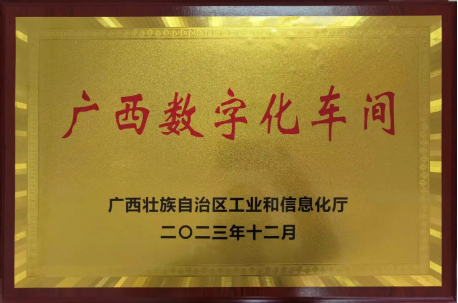 广西数字化车间
广西壮族自治区工业和信息化厅
二〇二三年十二月